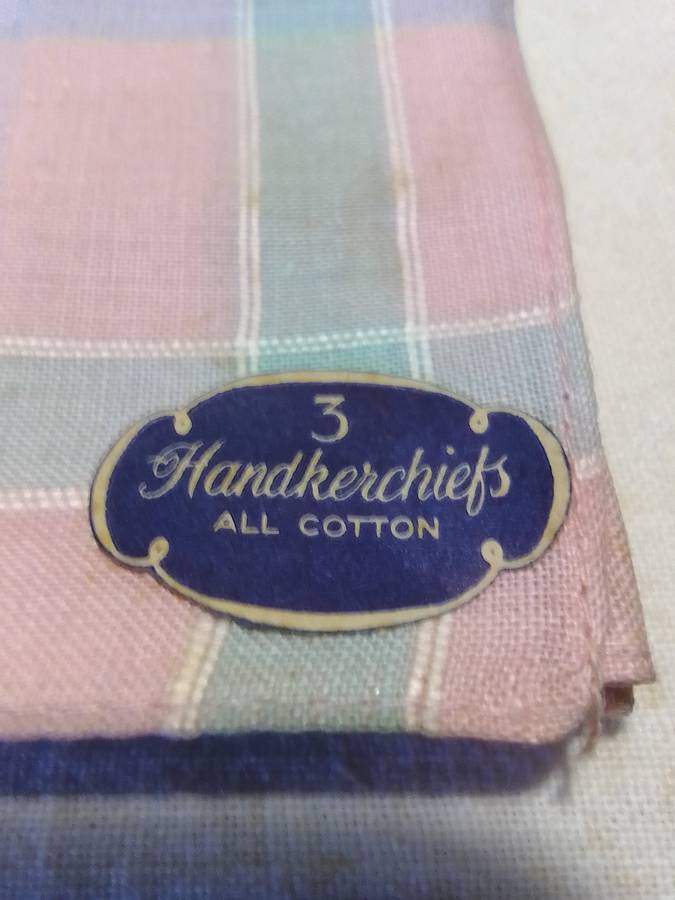 3
Handkerchiefs
ALL COTTON